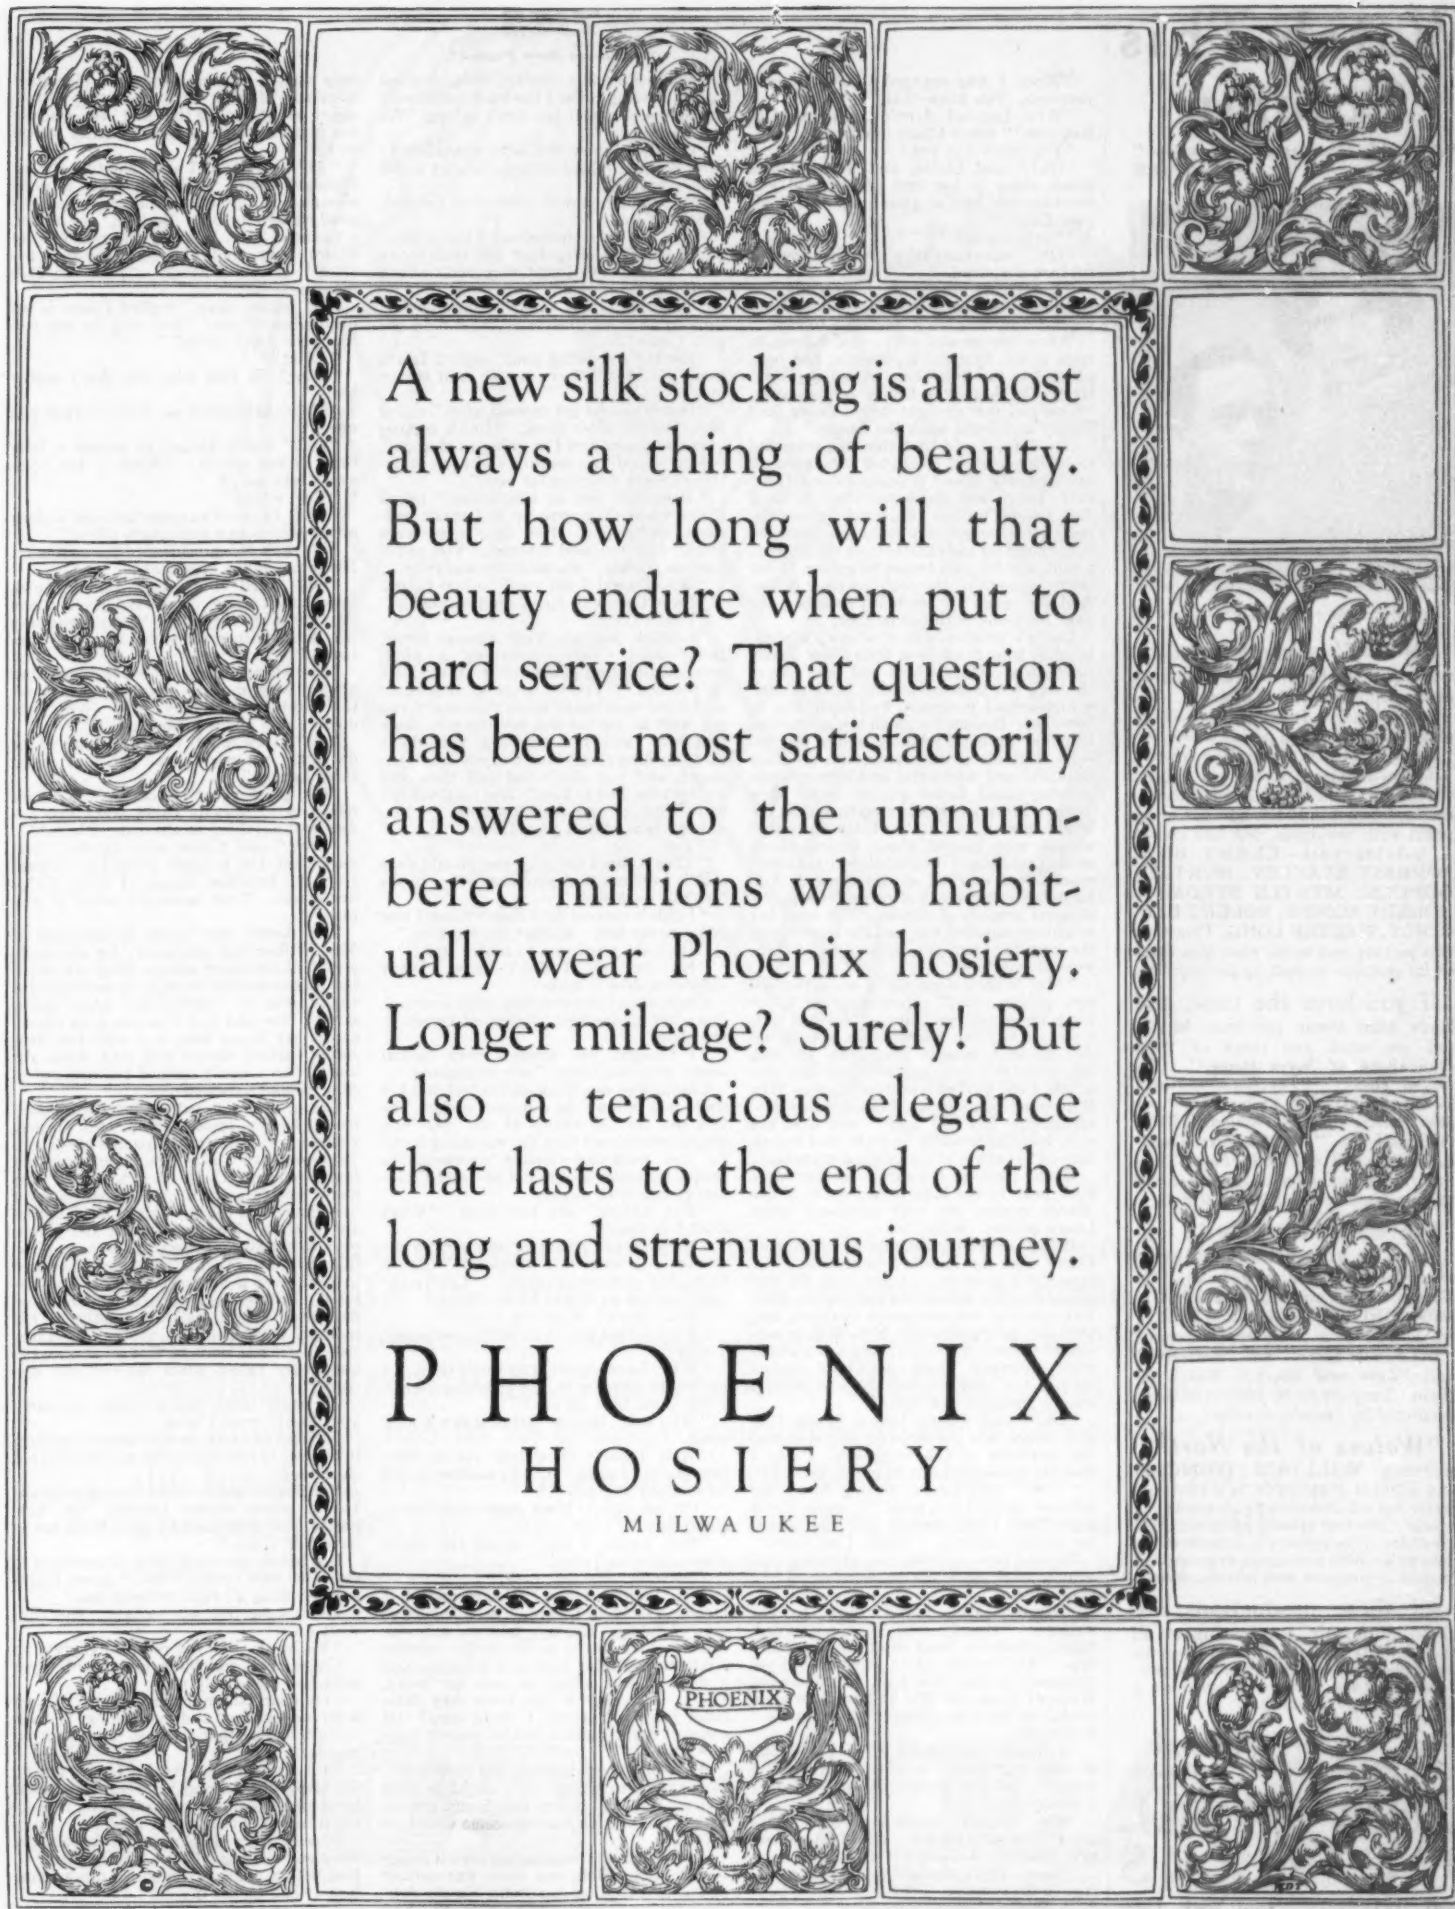 A new silk stocking is almost
always a thing of beauty.
But how long will that
beauty endure when put to
hard service? That question
has been most satisfactorily
answered to the unnum-
bered millions who habit-
ually wear Phoenix hosiery.
Longer mileage? Surely! But
also a tenacious elegance
that lasts to the end of the
long and strenuous journey.
PHOENIX
HOSIERY
MILWAUKEE
PHOENIX